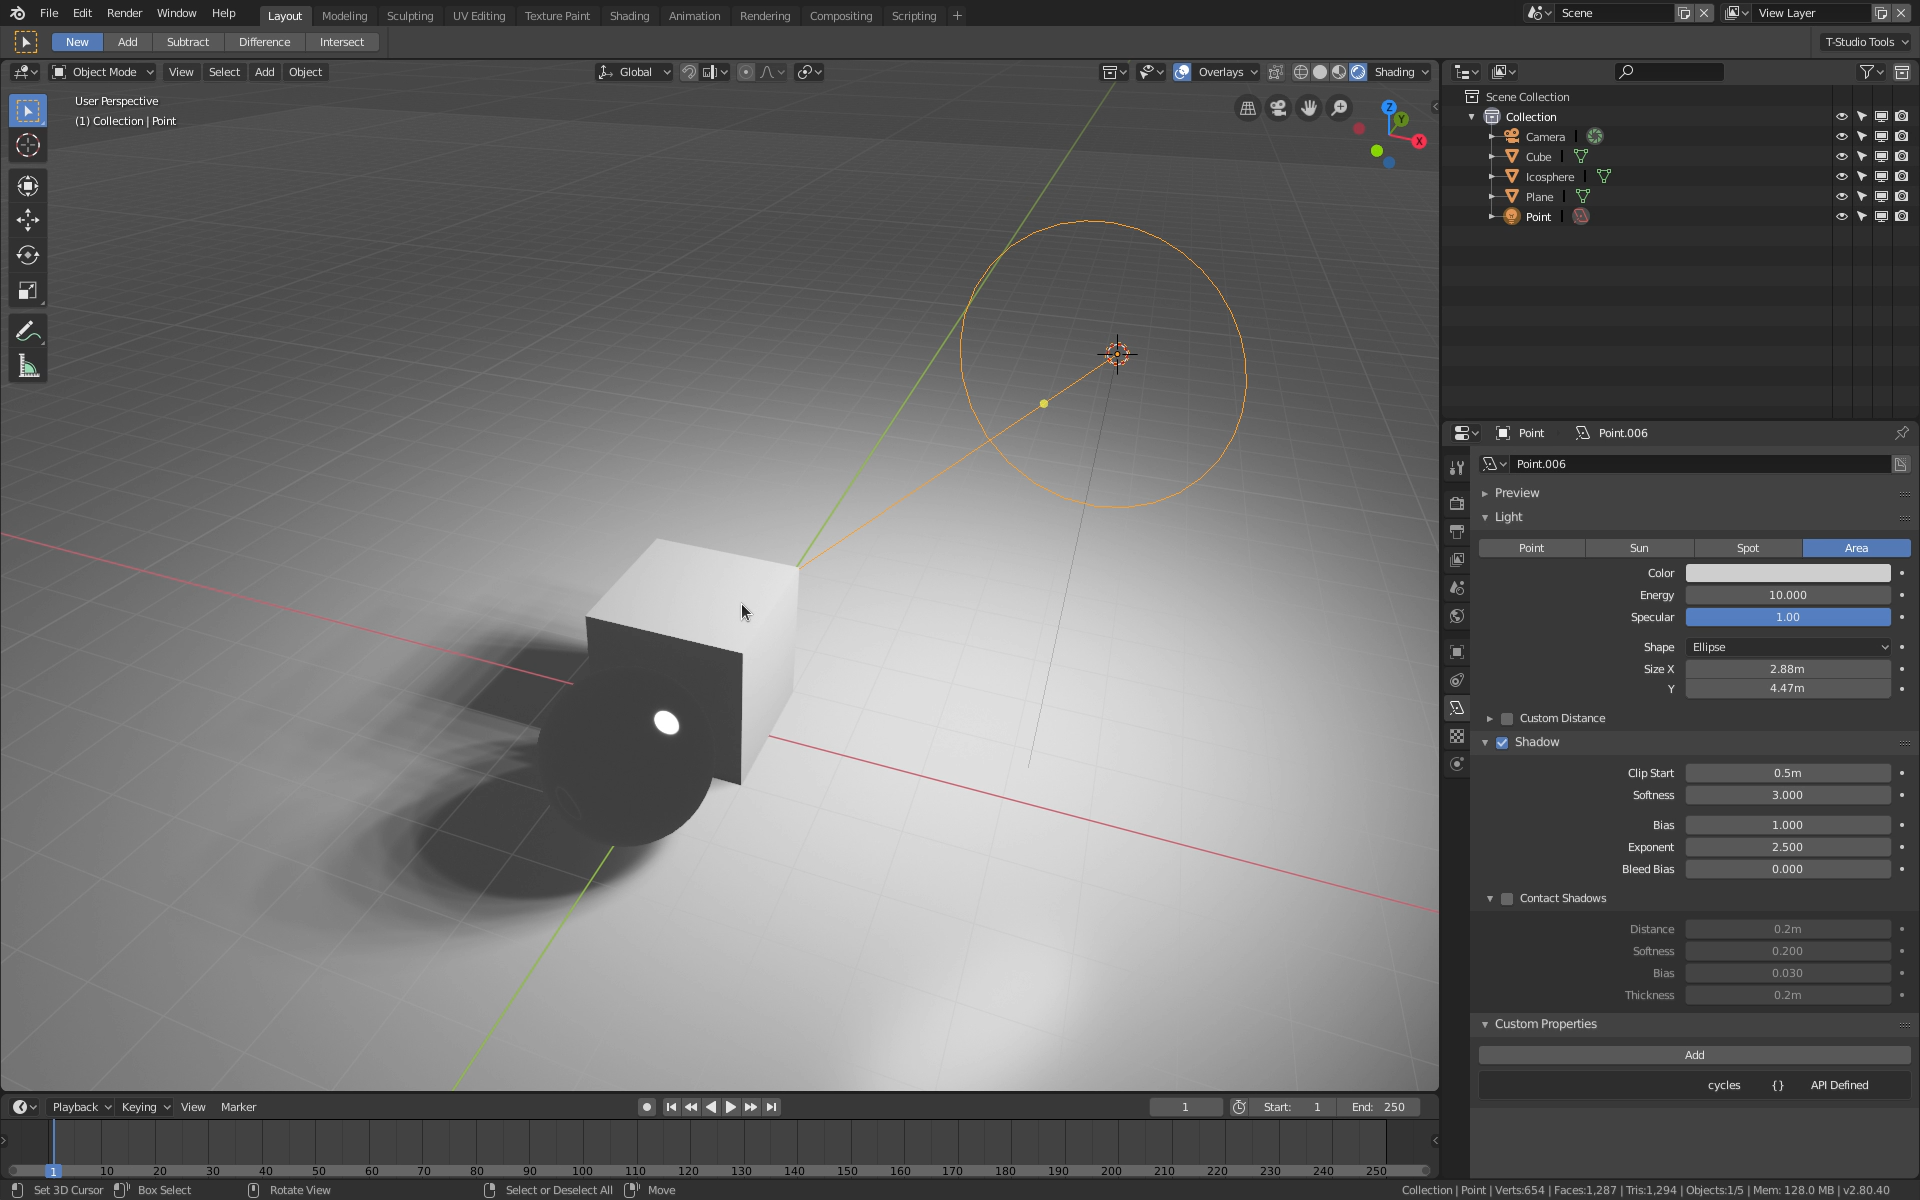 File Edit Render Window Help Layout Modeling Sculpting UV Editing Texture Paint Shading Animation Rendering Compositing Scripting + Scene View Layer
New Add Subtract Difference Intersect T-Studio Tools
Object Mode View Select Add Object Global Overlays Shading
User Perspective
(1) Collection | Point
Z
Y
X
Scene Collection
Collection
Camera
Cube
Icosphere
Plane
Point
Point Point.006
Point.006
Preview
Light
Point Sun Spot Area
Color
Energy 10.000
Specular 1.00
Shape Ellipse
Size X 2.88m
Y 4.47m
Custom Distance
Shadow
Clip Start 0.5m
Softness 3.000
Bias 1.000
Exponent 2.500
Bleed Bias 0.000
Contact Shadows
Distance 0.2m
Softness 0.200
Bias 0.030
Thickness 0.2m
Custom Properties
Add
cycles {} API Defined
Playback Keying View Marker 1 Start: 1 End: 250
1 10 20 30 40 50 60 70 80 90 100 110 120 130 140 150 160 170 180 190 200 210 220 230 240 250
Set 3D Cursor Box Select Rotate View Select or Deselect All Move Collection | Point | Verts:654 | Faces:1,287 | Tris:1,294 | Objects:1/5 | Mem: 128.0 MB | v2.80.40